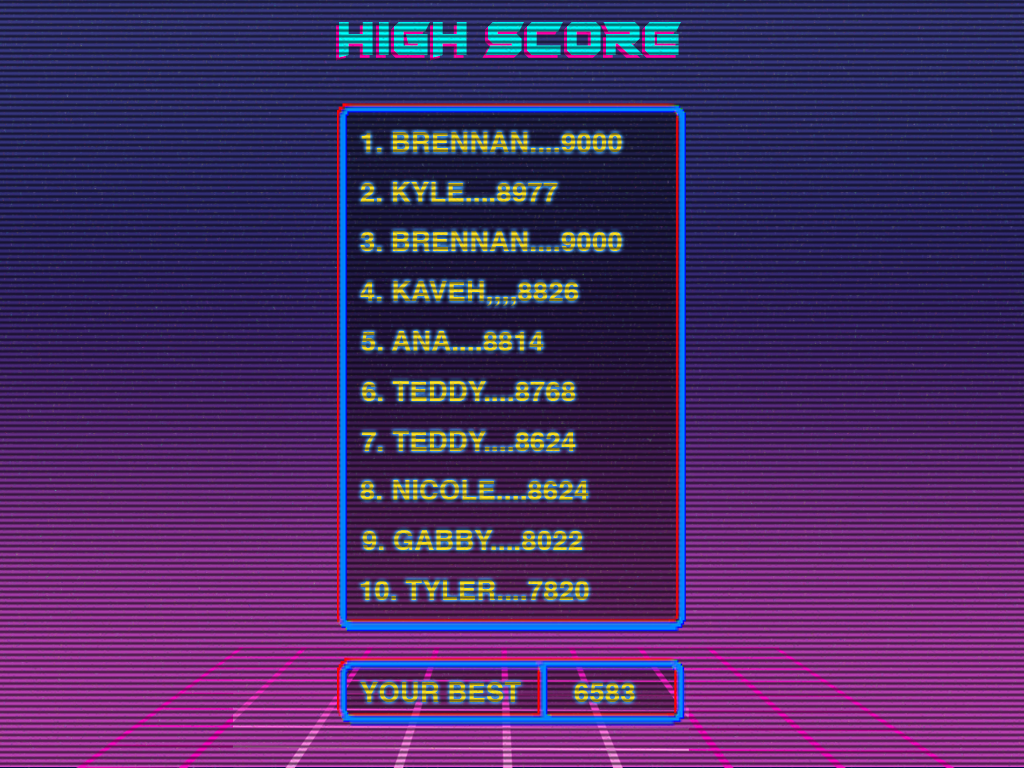 HIGH SCORE
1. BRENNAN....9000
2. KYLE....8977
3. BRENNAN....9000
4. KAVEH,,,,8826
5. ANA....8814
6. TEDDY....8768
7. TEDDY....8624
8. NICOLE....8624
9. GABBY....8022
10. TYLER....7820
YOUR BEST 6583